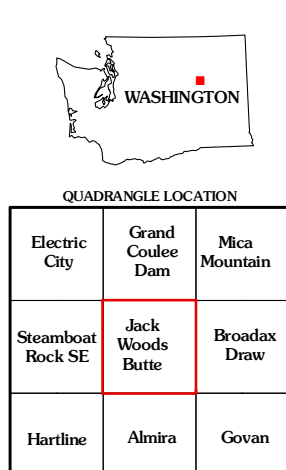 WASHINGTON
QUADRANGLE LOCATION
Electric
City
Grand
Coulee
Dam
Mica
Mountain
Steamboat
Rock SE
Jack
Woods
Butte
Broadax
Draw
Hartline
Almira
Govan